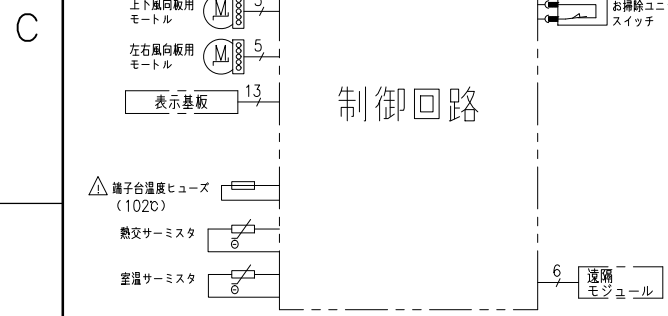 上下風向板用
モートル
M
5
C
左右風向板用
モートル
M
5
表示基板
13
制御回路
お掃除ユニ
スイッチ
端子台温度ヒューズ
(102℃)
熱交サーミスタ
θ
室温サーミスタ
θ
6
遠隔
モジュール